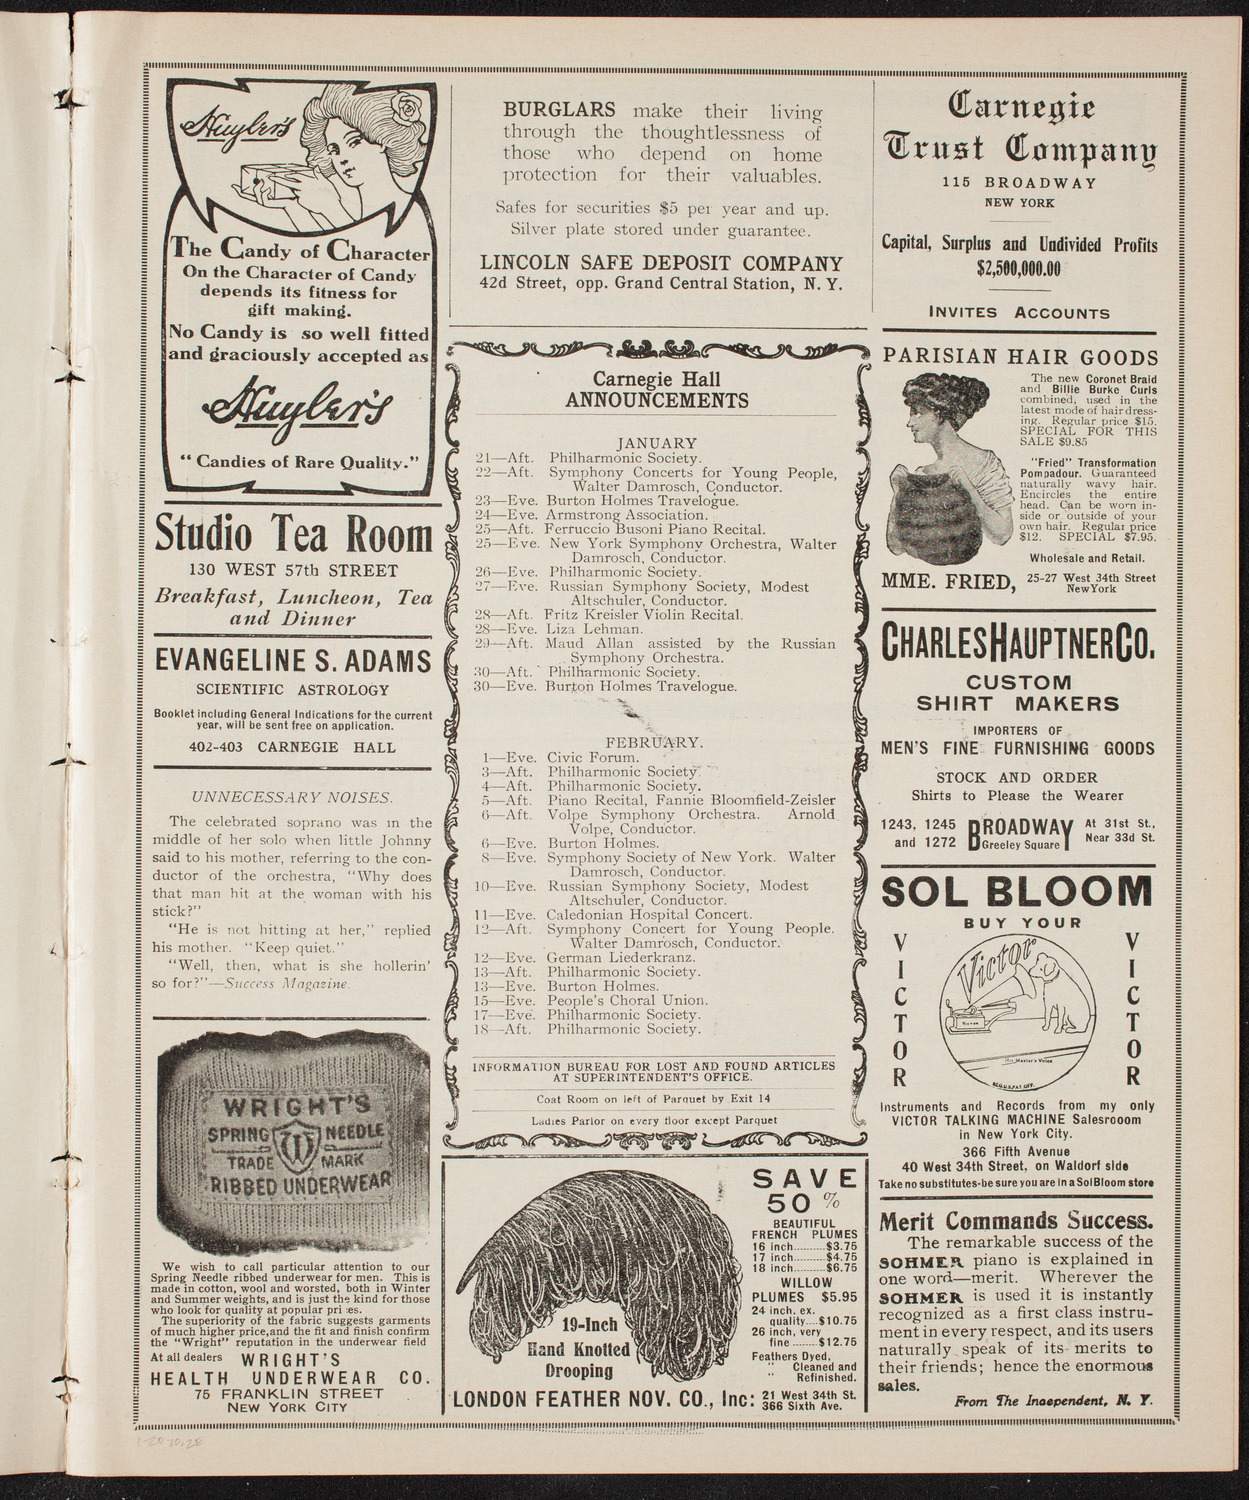 Huyler's
The Candy of Character
On the Character of Candy
depends its fitness for
gift making.
No Candy is so well fitted
and graciously accepted as
Huyler's
"Candies of Rare Quality."
Studio Tea Room
130 WEST 57th STREET
Breakfast, Luncheon, Tea
and Dinner
EVANGELINE S. ADAMS
SCIENTIFIC ASTROLOGY
Booklet including General Indications for the current
year, will be sent free on application.
402-403 CARNEGIE HALL
UNNECESSARY NOISES.
The celebrated soprano was in the
middle of her solo when little Johnny
said to his mother, referring to the con-
ductor of the orchestra, "Why does
that man hit at the woman with his
stick?"
"He is not hitting at her," replied
his mother. "Keep quiet."
"Well, then, what is she hollerin'
so for?"—Success Magazine.
WRIGHT'S
SPRING NEEDLE
TRADE MARK
RIBBED UNDERWEAR
We wish to call particular attention to our
Spring Needle ribbed underwear for men. This is
made in cotton, wool and worsted, both in Winter
and Summer weights, and is just the kind for those
who look for quality at popular pri es.
The superiority of the fabric suggests garments
of much higher price,and the fit and finish confirm
the "Wright" reputation in the underwear field
At all dealers WRIGHT'S
HEALTH UNDERWEAR CO.
75 FRANKLIN STREET
NEW YORK CITY
BURGLARS make their living
through the thoughtlessness of
those who depend on home
protection for their valuables.
Safes for securities $5 per year and up.
Silver plate stored under guarantee.
LINCOLN SAFE DEPOSIT COMPANY
42d Street, opp. Grand Central Station, N. Y.
Carnegie Hall
ANNOUNCEMENTS
JANUARY
21—Aft. Philharmonic Society.
22—Aft. Symphony Concerts for Young People,
Walter Damrosch, Conductor.
23—Eve. Burton Holmes Travelogue.
24—Eve. Armstrong Association.
25—Aft. Ferruccio Busoni Piano Recital.
25—Eve. New York Symphony Orchestra, Walter
Damrosch, Conductor.
26—Eve. Philharmonic Society.
27—Eve. Russian Symphony Society, Modest
Altschuler, Conductor.
28—Aft. Fritz Kreisler Violin Recital.
28—Eve. Liza Lehman.
29—Aft. Maud Allan assisted by the Russian
Symphony Orchestra.
30—Aft. Philharmonic Society.
30—Eve. Burton Holmes Travelogue.
FEBRUARY.
1—Eve. Civic Forum.
3—Aft. Philharmonic Society.
4—Aft. Philharmonic Society.
5—Aft. Piano Recital, Fannie Bloomfield-Zeisler
6—Aft. Volpe Symphony Orchestra. Arnold
Volpe, Conductor.
6—Eve. Burton Holmes.
8—Eve. Symphony Society of New York. Walter
Damrosch, Conductor.
10—Eve. Russian Symphony Society, Modest
Altschuler, Conductor.
11—Eve. Caledonian Hospital Concert.
12—Aft. Symphony Concert for Young People.
Walter Damrosch, Conductor.
12—Eve. German Liederkranz.
13—Aft. Philharmonic Society.
13—Eve. Burton Holmes.
15—Eve. People's Choral Union.
17—Eve. Philharmonic Society.
18—Aft. Philharmonic Society.
INFORMATION BUREAU FOR LOST AND FOUND ARTICLES
AT SUPERINTENDENT'S OFFICE.
Coat Room on left of Parquet by Exit 14
Ladies Parlor on every floor except Parquet
19-Inch
Hand Knotted
Drooping
SAVE
50 %
BEAUTIFUL
FRENCH PLUMES
16 inch.........$3.75
17 inch.........$4.75
18 inch.........$6.75
WILLOW
PLUMES $5.95
24 inch, ex.
quality....$10.75
26 inch, very
fine .......$12.75
Feathers Dyed,
" Cleaned and
" Refinished.
LONDON FEATHER NOV. CO., Inc: 21 West 34th St.
366 Sixth Ave.
Carnegie
Trust Company
115 BROADWAY
NEW YORK
Capital, Surplus and Undivided Profits
$2,500,000.00
INVITES ACCOUNTS
PARISIAN HAIR GOODS
The new Coronet Braid
and Billie Burke Curls
combined, used in the
latest mode of hair dress-
ing. Regular price $15.
SPECIAL FOR THIS
SALE $9.85
"Fried" Transformation
Pompadour. Guaranteed
naturally wavy hair.
Encircles the entire
head. Can be worn in-
side or outside of your
own hair. Regular price
$12. SPECIAL $7.95.
Wholesale and Retail.
MME. FRIED, 25-27 West 34th Street
NewYork
CHARLES HAUPTNER CO.
CUSTOM
SHIRT MAKERS
IMPORTERS OF
MEN'S FINE FURNISHING GOODS
STOCK AND ORDER
Shirts to Please the Wearer
1243, 1245 and 1272 BROADWAY Greeley Square At 31st St., Near 33d St.
SOL BLOOM
BUY YOUR
VICTOR
Victor
Victor
His Master's Voice
REG.U.S.PAT.OFF.
VICTOR
Instruments and Records from my only
VICTOR TALKING MACHINE Salesrooom
in New York City.
366 Fifth Avenue
40 West 34th Street, on Waldorf side
Take no substitutes-be sure you are in a Sol Bloom store
Merit Commands Success.
The remarkable success of the
SOHMER piano is explained in
one word—merit. Wherever the
SOHMER is used it is instantly
recognized as a first class instru-
ment in every respect, and its users
naturally speak of its merits to
their friends; hence the enormous
sales.
From The Independent, N. Y.